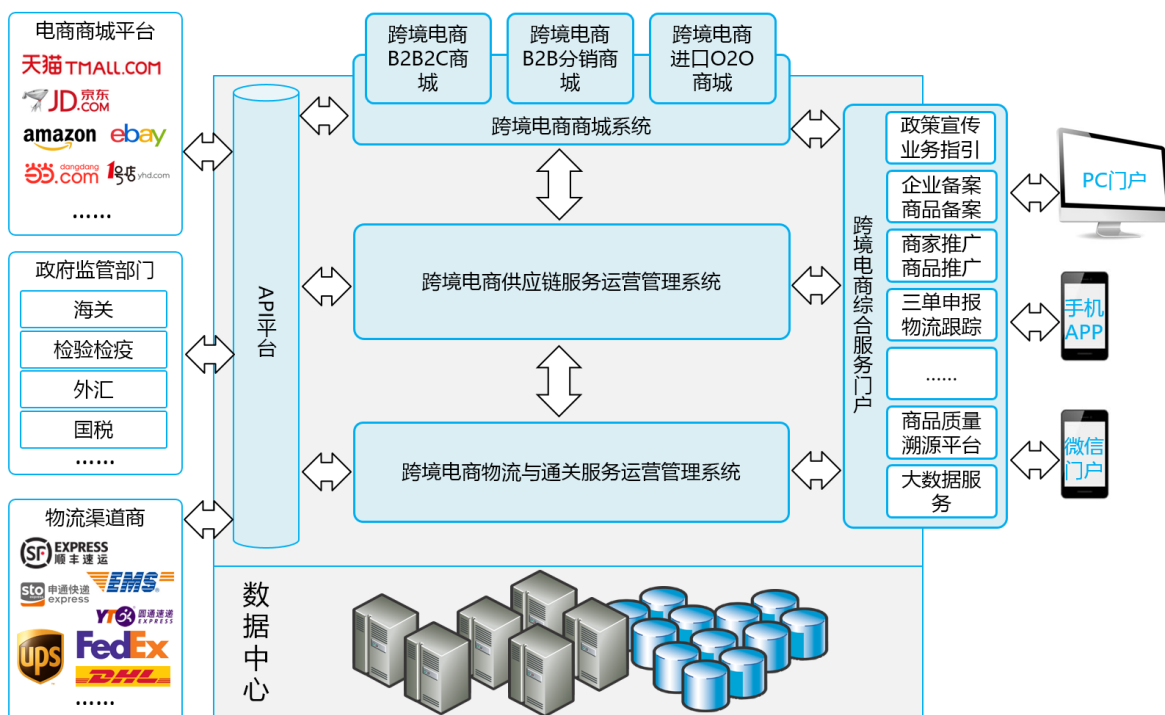 电商商城平台
天猫 TMALL.COM
JD 京东
.COM
amazon ebay
当当 dangdang
.com
1号店 yhd.com
......
政府监管部门
海关
检验检疫
外汇
国税
......
物流渠道商
SF EXPRESS
顺丰速运
sto 申通快递
express
EMS
YTO 圆通速递
EXPRESS
ups
FedEx
DHL
......
API平台
跨境电商
B2B2C商
城
跨境电商
B2B分销商
城
跨境电商
进口O2O
商城
跨境电商商城系统
跨境电商供应链服务运营管理系统
跨境电商物流与通关服务运营管理系统
数据中心
跨境电商综合服务门户
政策宣传
业务指引
企业备案
商品备案
商家推广
商品推广
三单申报
物流跟踪
......
商品质量
溯源平台
大数据服
务
PC门户
手机
APP
微信
门户